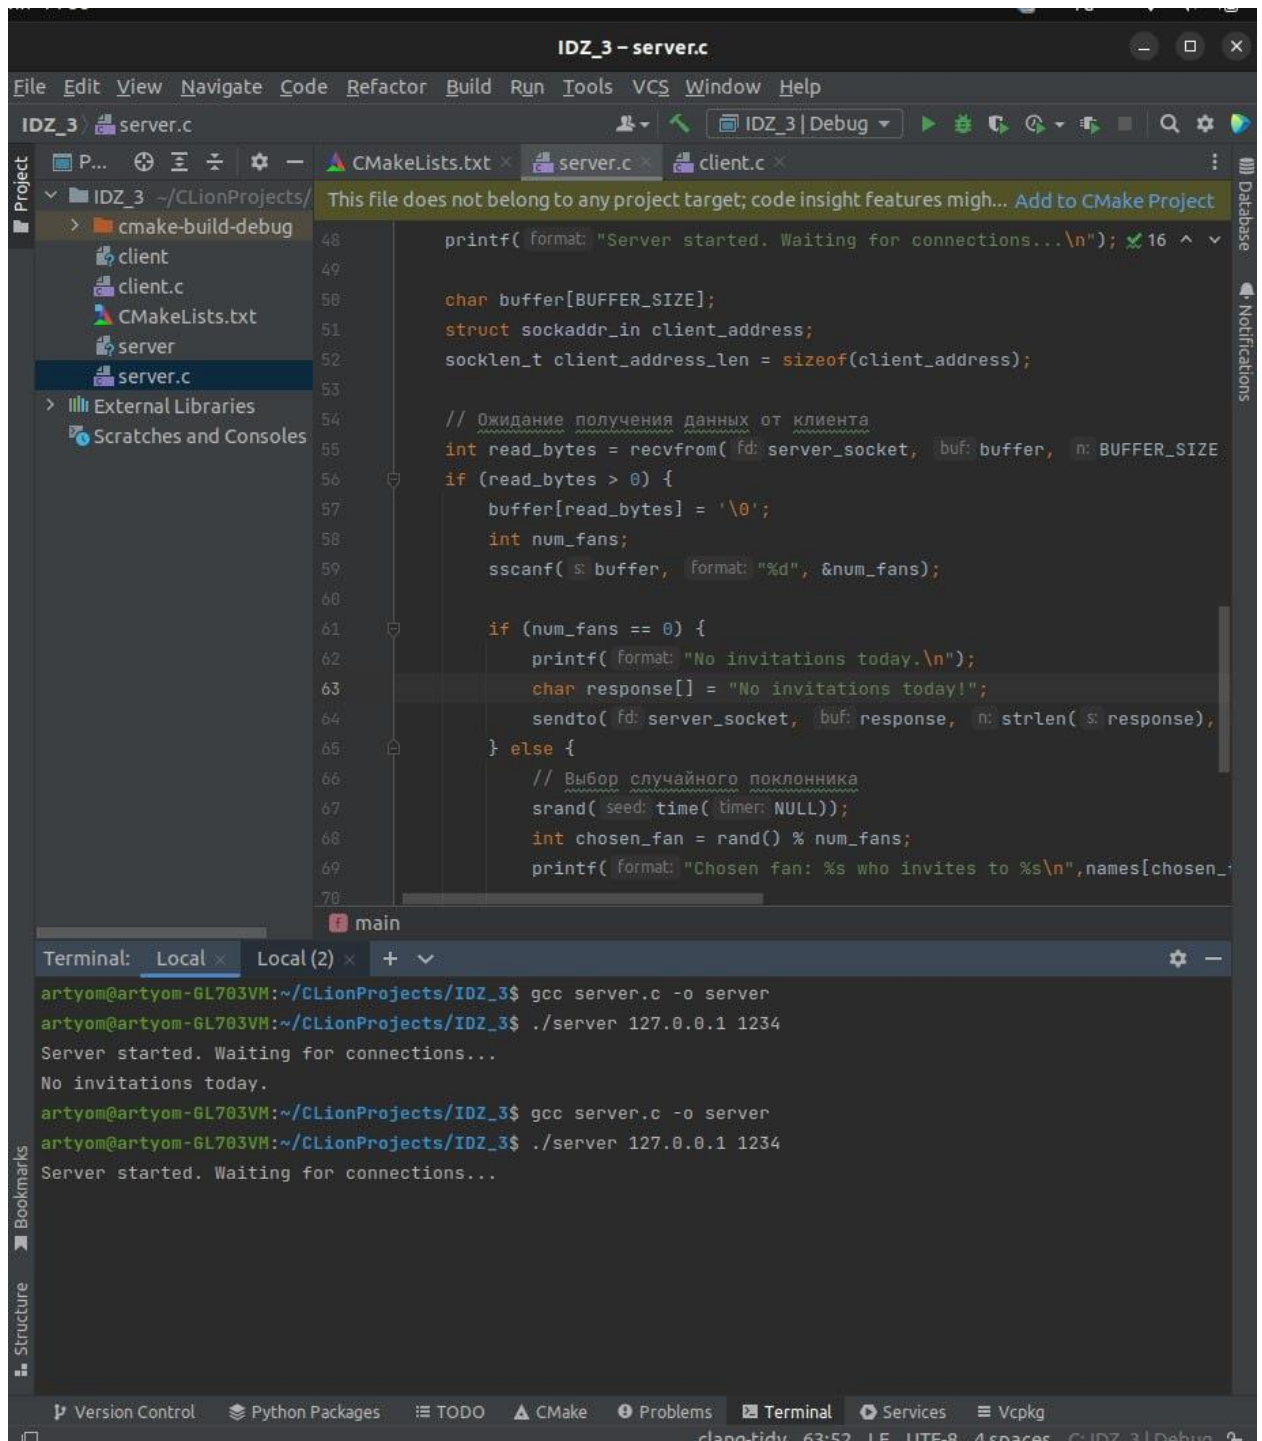 IDZ_3 – server.c
File Edit View Navigate Code Refactor Build Run Tools VCS Window Help
IDZ_3 server.c IDZ_3 | Debug
Project
P...
CMakeLists.txt server.c client.c
IDZ_3 ~/CLionProjects/
This file does not belong to any project target; code insight features migh... Add to CMake Project
cmake-build-debug
client
client.c
CMakeLists.txt
server
server.c
External Libraries
Scratches and Consoles
Database
Notifications
48 printf( format: "Server started. Waiting for connections...\n"); 16
49
50 char buffer[BUFFER_SIZE];
51 struct sockaddr_in client_address;
52 socklen_t client_address_len = sizeof(client_address);
53
54 // Ожидание получения данных от клиента
55 int read_bytes = recvfrom( fd: server_socket, buf: buffer, n: BUFFER_SIZE
56 if (read_bytes > 0) {
57 buffer[read_bytes] = '\0';
58 int num_fans;
59 sscanf( s: buffer, format: "%d", &num_fans);
60
61 if (num_fans == 0) {
62 printf( format: "No invitations today.\n");
63 char response[] = "No invitations today!";
64 sendto( fd: server_socket, buf: response, n: strlen( s: response),
65 } else {
66 // Выбор случайного поклонника
67 srand( seed: time( timer: NULL));
68 int chosen_fan = rand() % num_fans;
69 printf( format: "Chosen fan: %s who invites to %s\n",names[chosen_
70
main
Terminal: Local Local (2)
artyom@artyom-GL703VM:~/CLionProjects/IDZ_3$ gcc server.c -o server
artyom@artyom-GL703VM:~/CLionProjects/IDZ_3$ ./server 127.0.0.1 1234
Server started. Waiting for connections...
No invitations today.
artyom@artyom-GL703VM:~/CLionProjects/IDZ_3$ gcc server.c -o server
artyom@artyom-GL703VM:~/CLionProjects/IDZ_3$ ./server 127.0.0.1 1234
Server started. Waiting for connections...
Bookmarks
Structure
Version Control Python Packages TODO CMake Problems Terminal Services Vcpkg
clang-tidy 63:52 LF UTF-8 4 spaces C: IDZ_3 | Debug